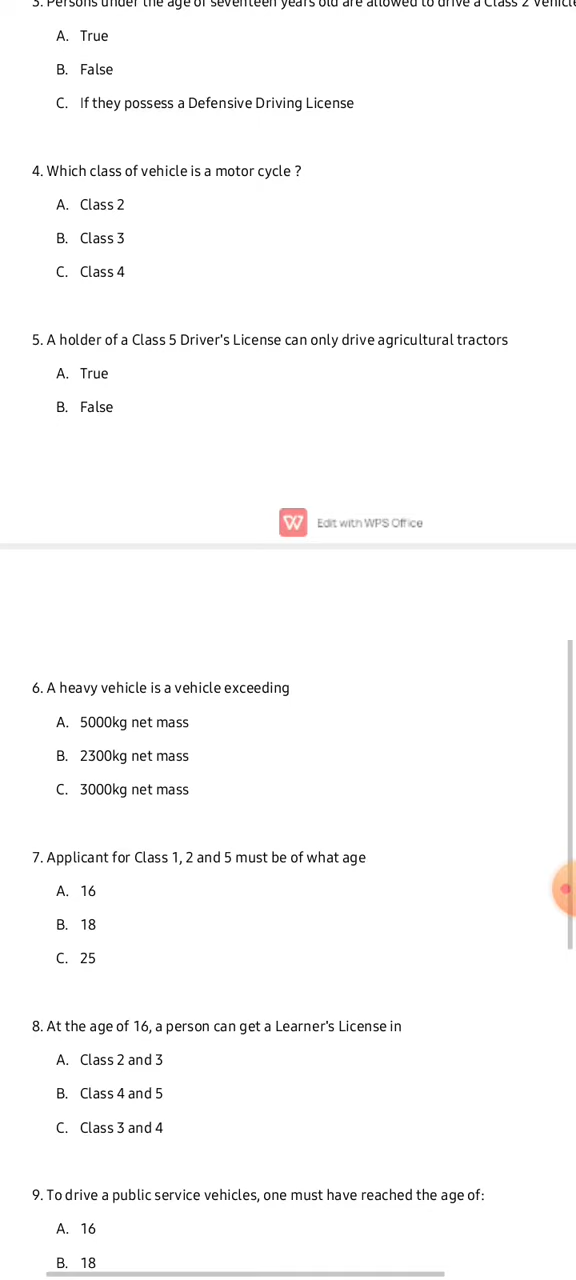 3. Persons under the age of seventeen years old are allowed to drive a Class 2 Vehicle
A. True
B. False
C. If they possess a Defensive Driving License
4. Which class of vehicle is a motor cycle ?
A. Class 2
B. Class 3
C. Class 4
5. A holder of a Class 5 Driver's License can only drive agricultural tractors
A. True
B. False
Edit with WPS Office
6. A heavy vehicle is a vehicle exceeding
A. 5000kg net mass
B. 2300kg net mass
C. 3000kg net mass
7. Applicant for Class 1, 2 and 5 must be of what age
A. 16
B. 18
C. 25
8. At the age of 16, a person can get a Learner's License in
A. Class 2 and 3
B. Class 4 and 5
C. Class 3 and 4
9. To drive a public service vehicles, one must have reached the age of:
A. 16
B. 18